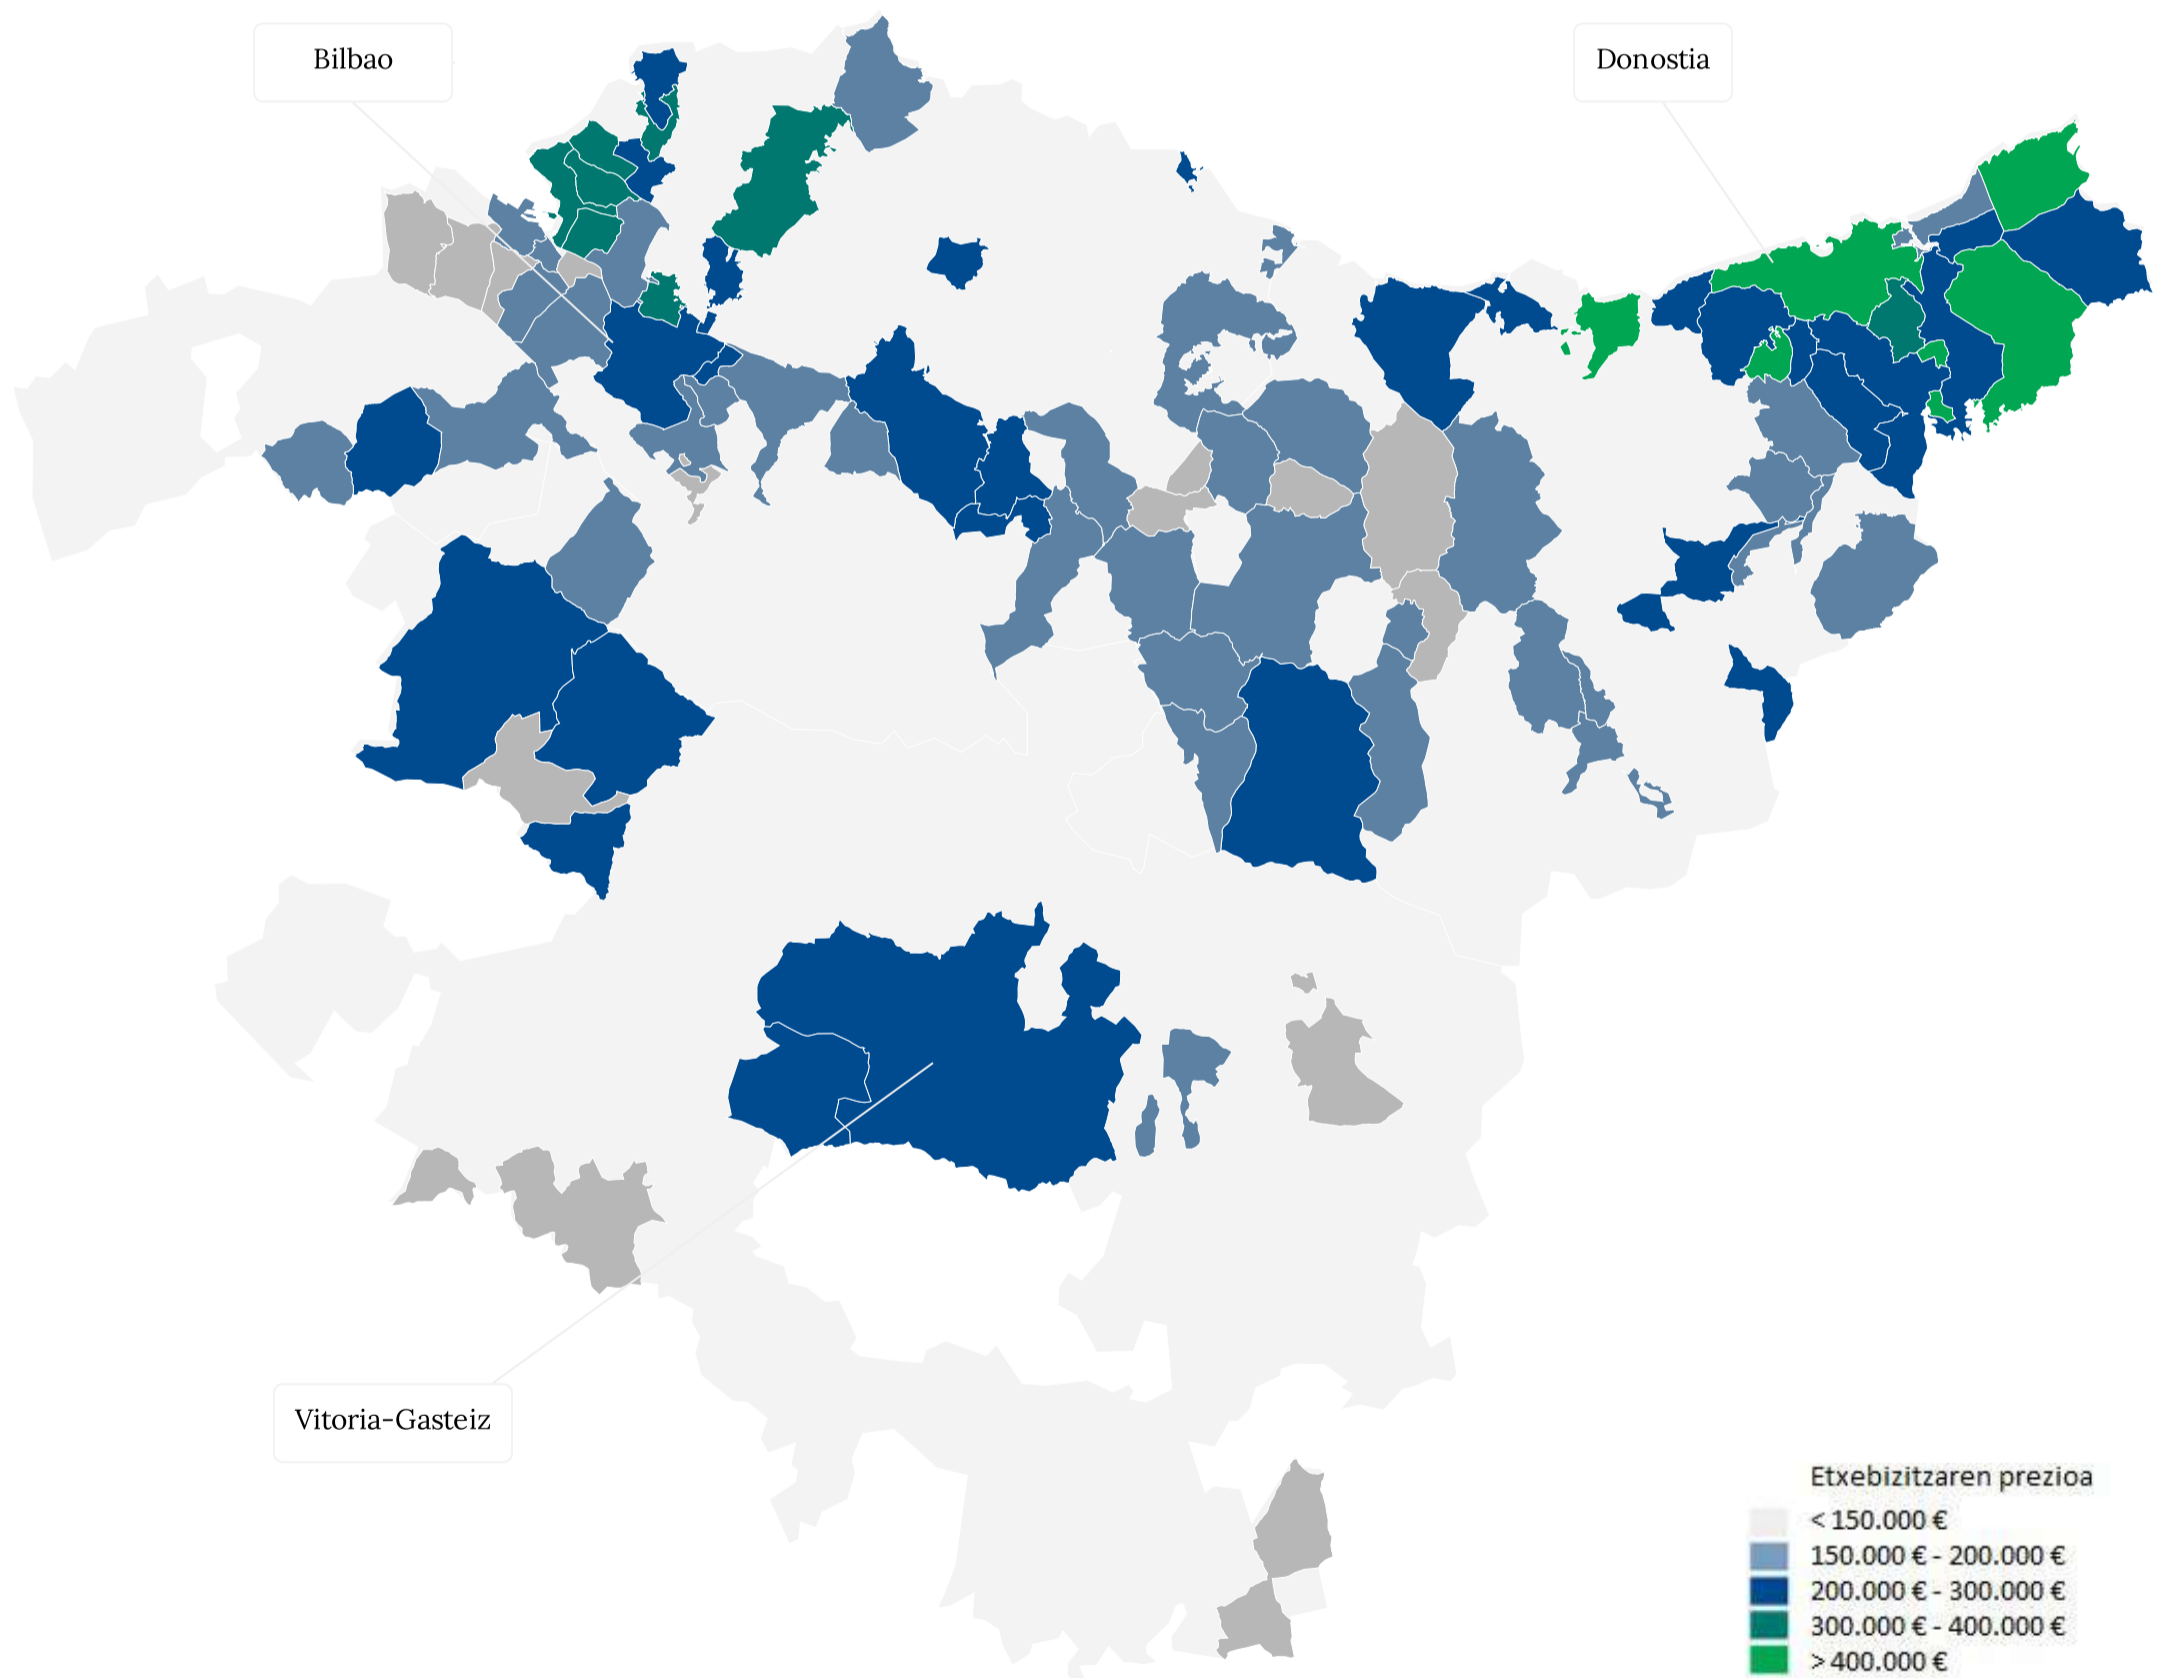 Bilbao
Donostia
Vitoria-Gasteiz
Etxebizitzaren prezioa
< 150.000 €
150.000 € - 200.000 €
200.000 € - 300.000 €
300.000 € - 400.000 €
> 400.000 €